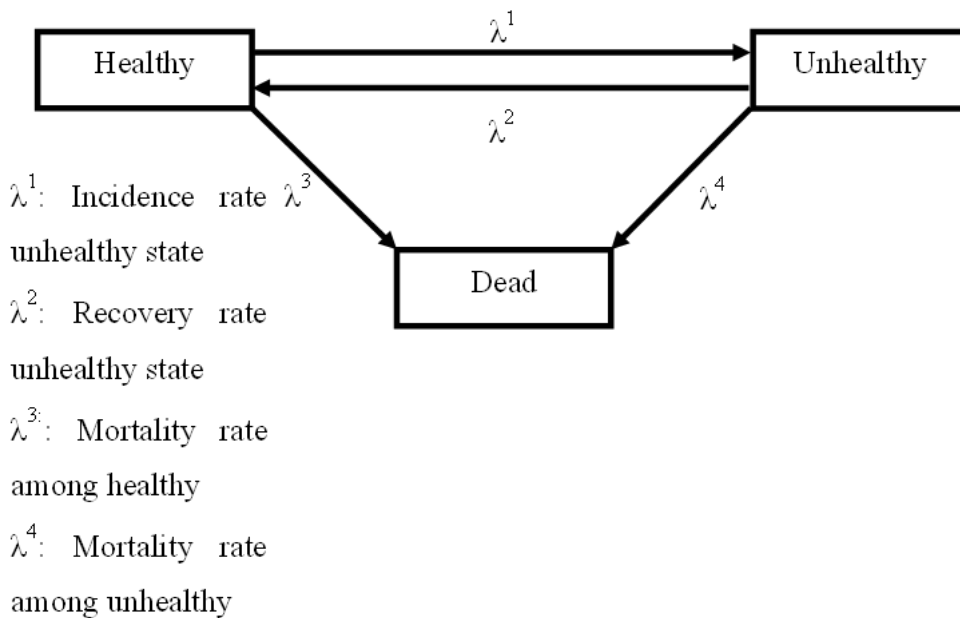 λ¹
Healthy
Unhealthy
λ²
λ³
λ⁴
Dead
λ¹: Incidence rate
unhealthy state
λ²: Recovery rate
unhealthy state
λ³:: Mortality rate
among healthy
λ⁴: Mortality rate
among unhealthy